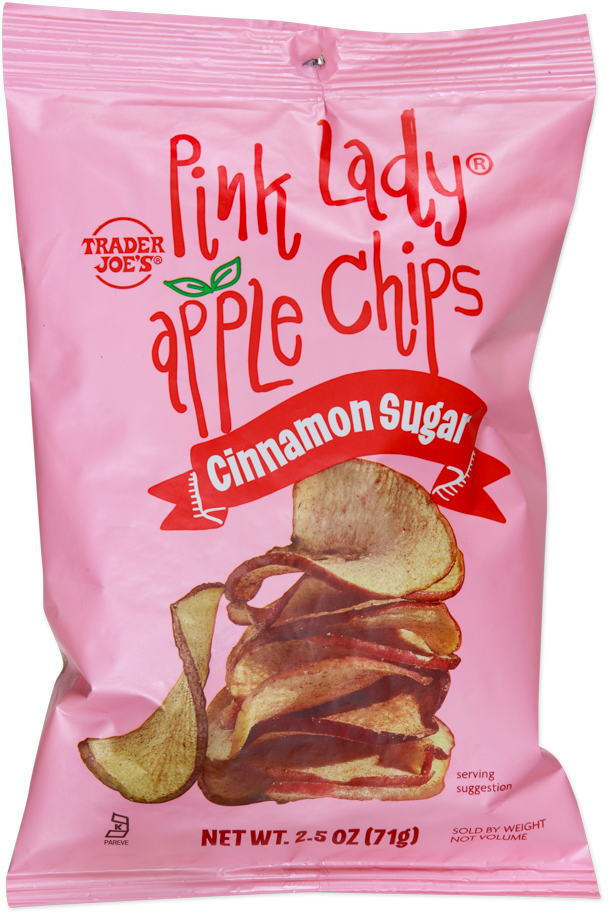 Pink Lady®
TRADER
JOE'S®
apple Chips
Cinnamon Sugar
serving
suggestion
K
PAREVE
NET WT. 2.5 OZ (71g)
SOLD BY WEIGHT
NOT VOLUME